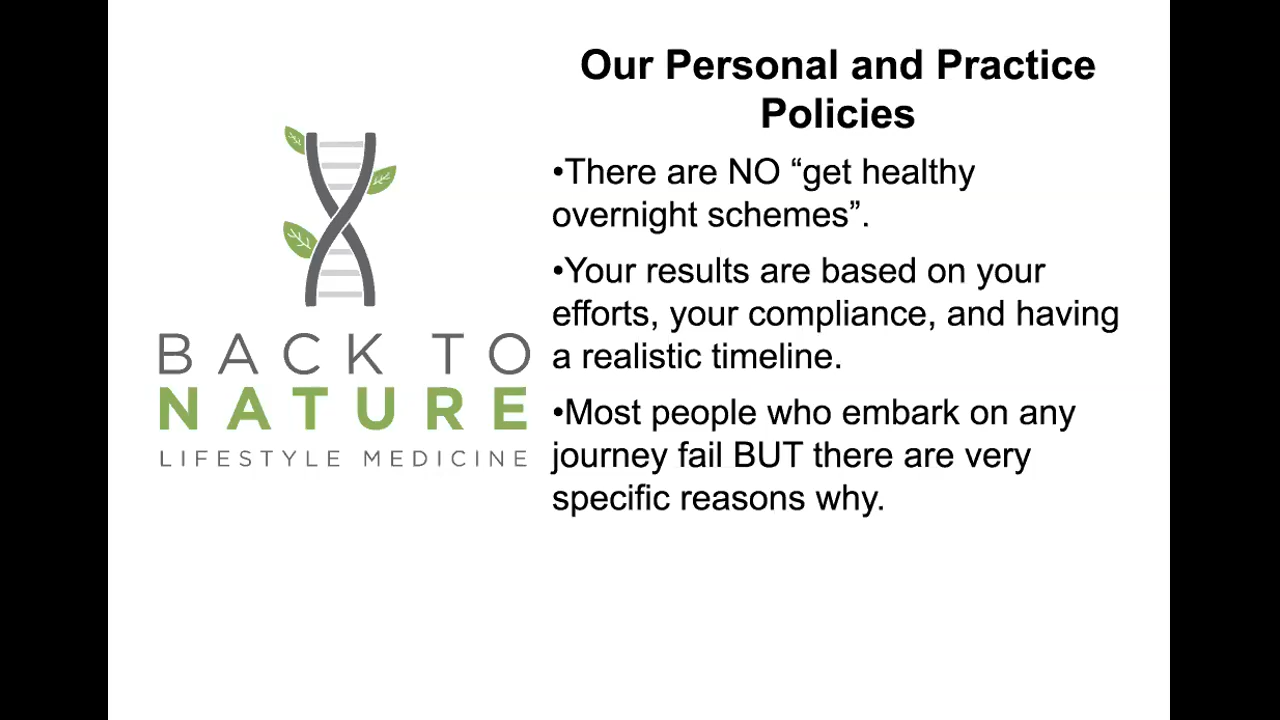 Our Personal and Practice
Policies
•There are NO “get healthy
overnight schemes”.
•Your results are based on your
efforts, your compliance, and having
a realistic timeline.
•Most people who embark on any
journey fail BUT there are very
specific reasons why.
BACK TO
NATURE
LIFESTYLE MEDICINE